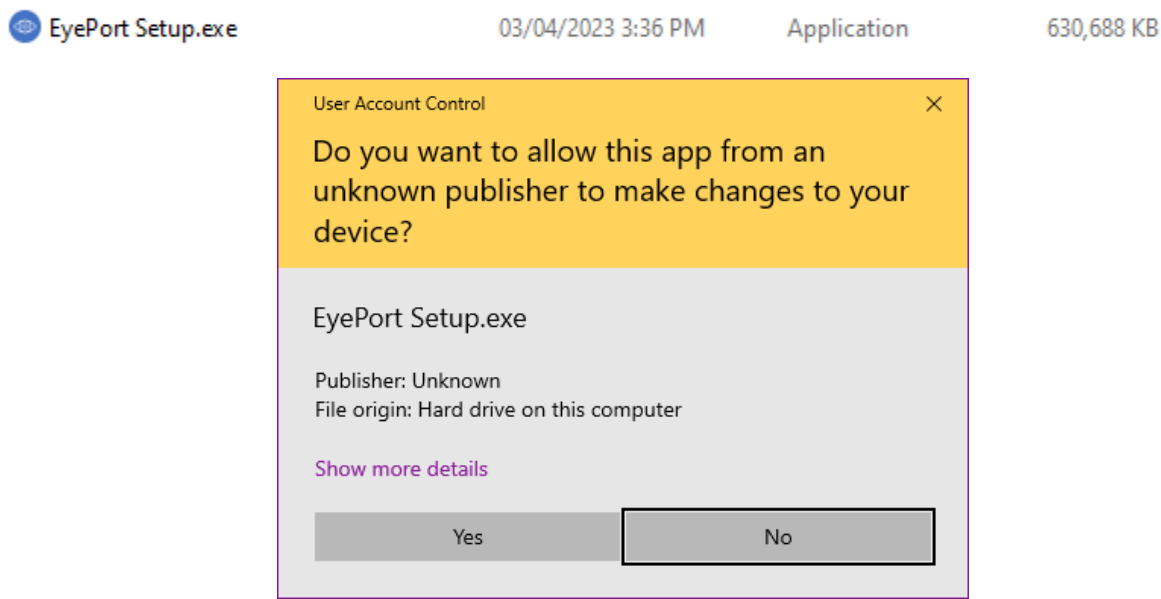 EyePort Setup.exe 03/04/2023 3:36 PM Application 630,688 KB
User Account Control
Do you want to allow this app from an
unknown publisher to make changes to your
device?
EyePort Setup.exe
Publisher: Unknown
File origin: Hard drive on this computer
Show more details
Yes No